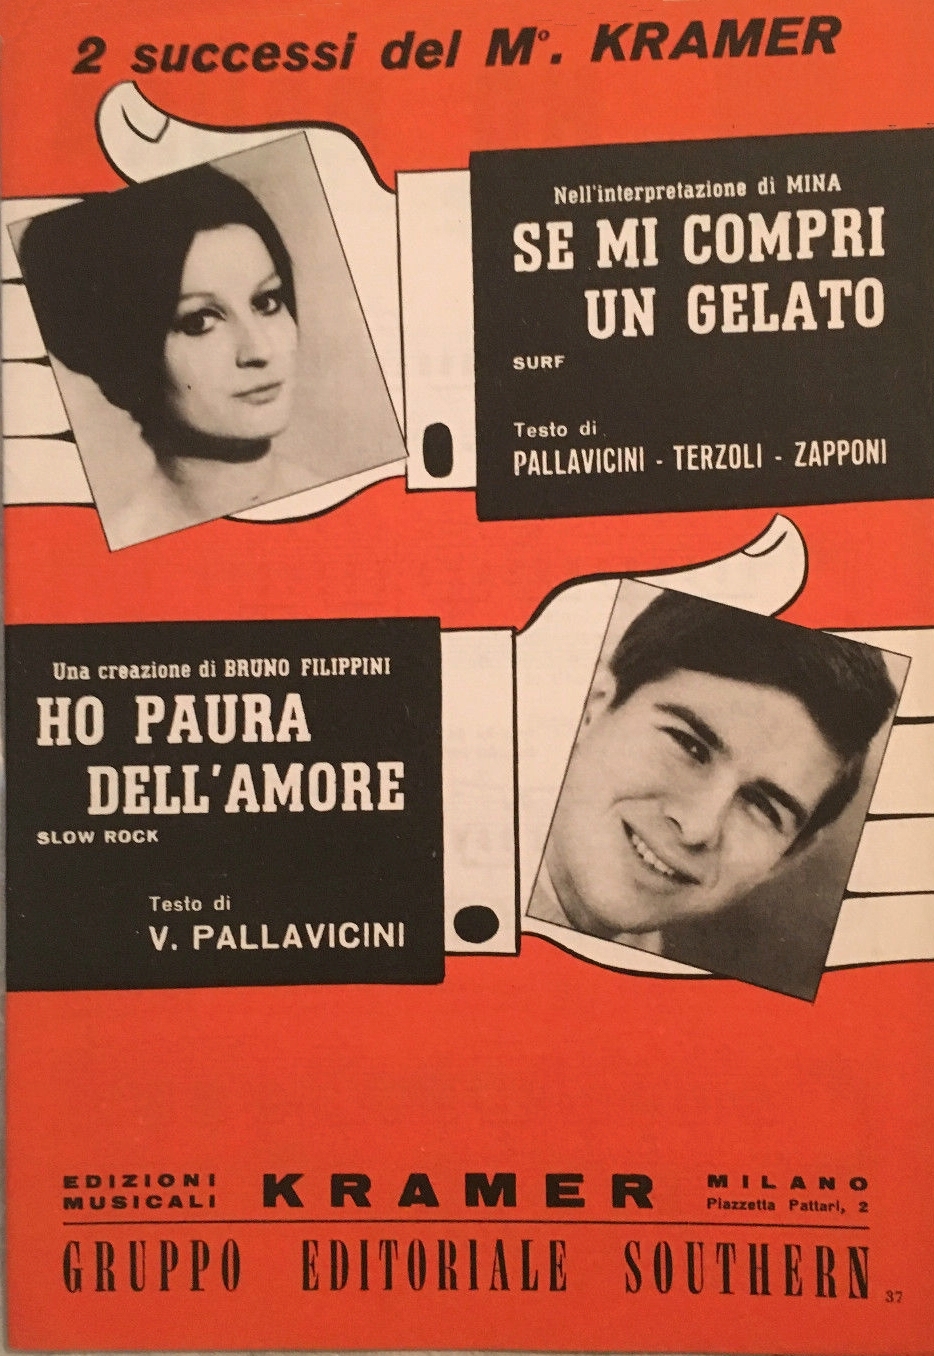 2 successi del Mº. KRAMER
Nell'interpretazione di MINA
SE MI COMPRI
UN GELATO
SURF
Testo di
PALLAVICINI - TERZOLI - ZAPPONI
Una creazione di BRUNO FILIPPINI
HO PAURA
DELL'AMORE
SLOW ROCK
Testo di
V. PALLAVICINI
EDIZIONI
MUSICALI
KRAMER
MILANO
Piazzetta Pattari, 2
GRUPPO EDITORIALE SOUTHERN
37